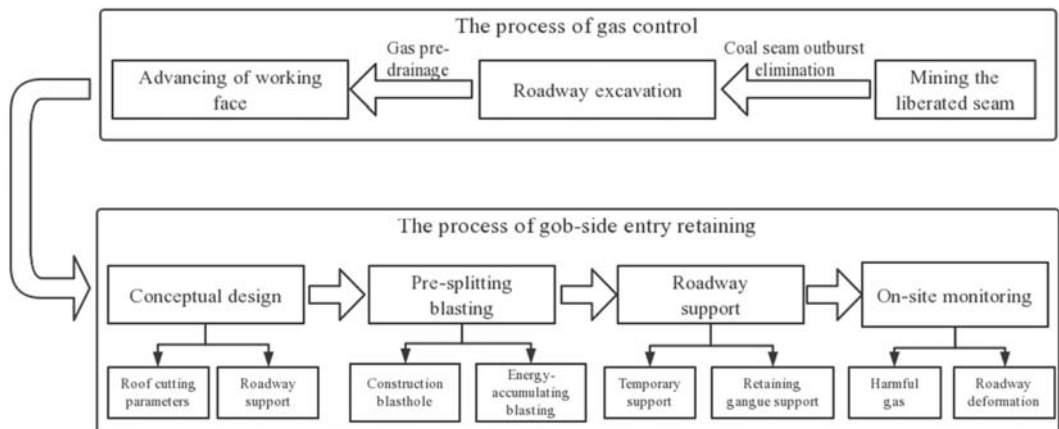 The process of gas control
Gas pre-
drainage
Coal seam outburst
elimination
Advancing of working
face
Roadway excavation
Mining the
liberated seam
The process of gob-side entry retaining
Conceptual design
Pre-splitting
blasting
Roadway
support
On-site monitoring
Roof cutting
parameters
Roadway
support
Construction
blasthole
Energy-
accumulating blasting
Temporary
support
Retaining
gangue support
Harmful
gas
Roadway
deformation